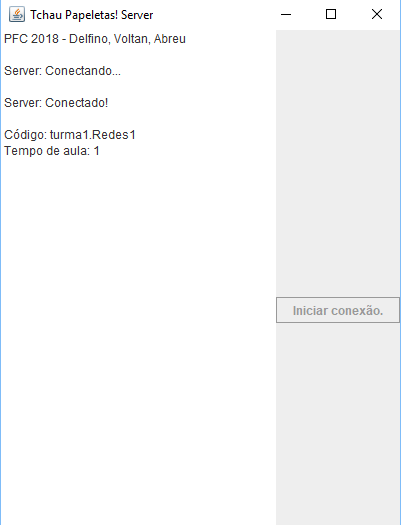 Tchau Papeletas! Server
PFC 2018 - Delfino, Voltan, Abreu
Server: Conectando...
Server: Conectado!
Código: turma1.Redes1
Tempo de aula: 1
Iniciar conexão.